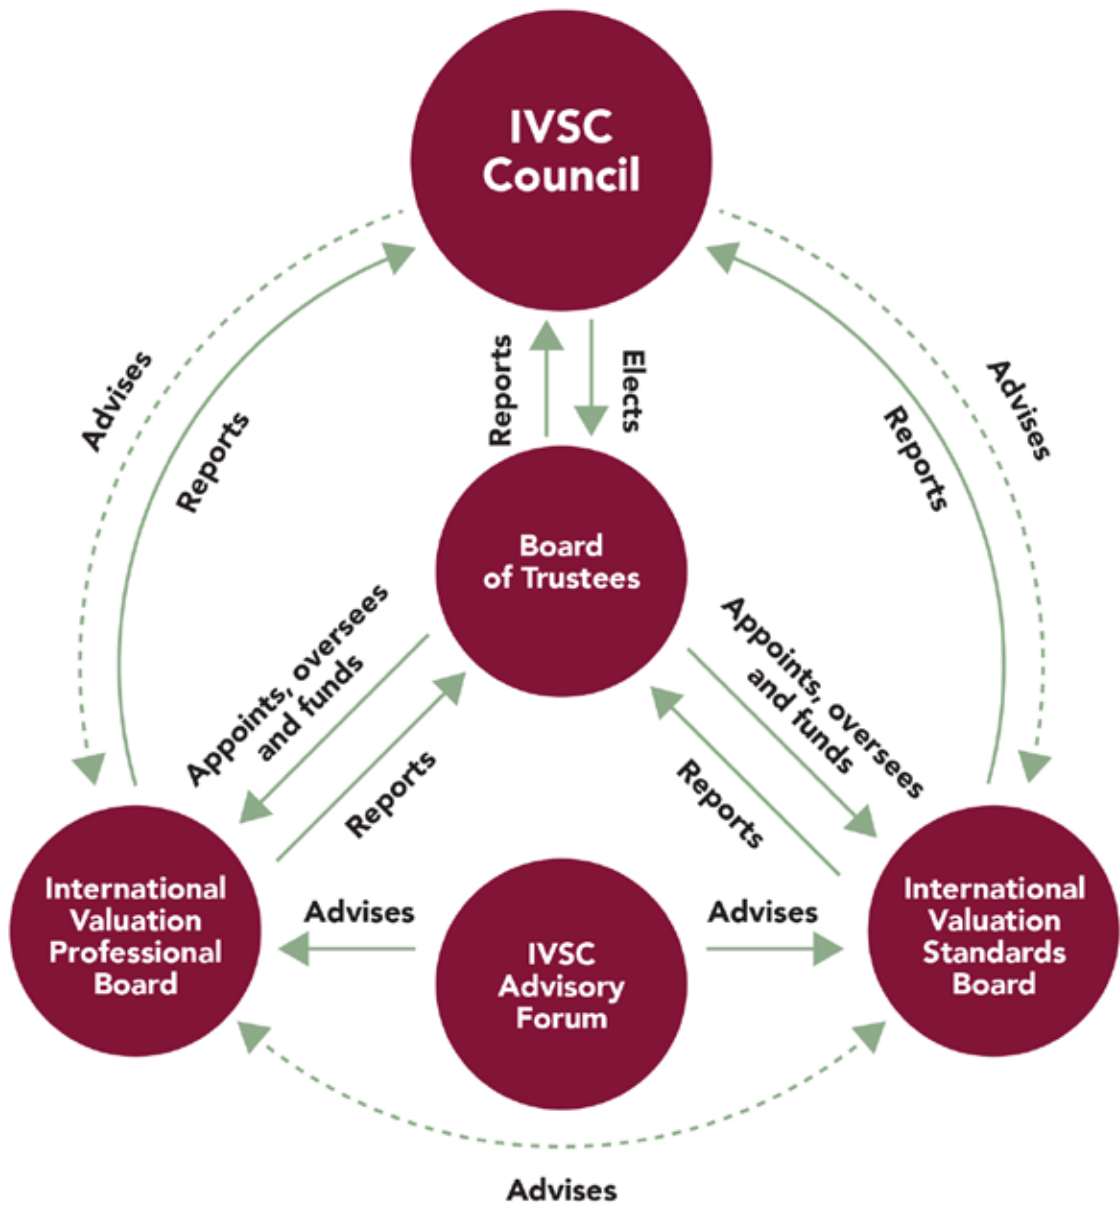 IVSC
Council
Advises
Reports
Reports
Elects
Reports
Advises
Board
of Trustees
Appoints, oversees
and funds
Reports
Appoints, oversees
and funds
Reports
International
Valuation
Professional
Board
Advises
IVSC
Advisory
Forum
Advises
International
Valuation
Standards
Board
Advises